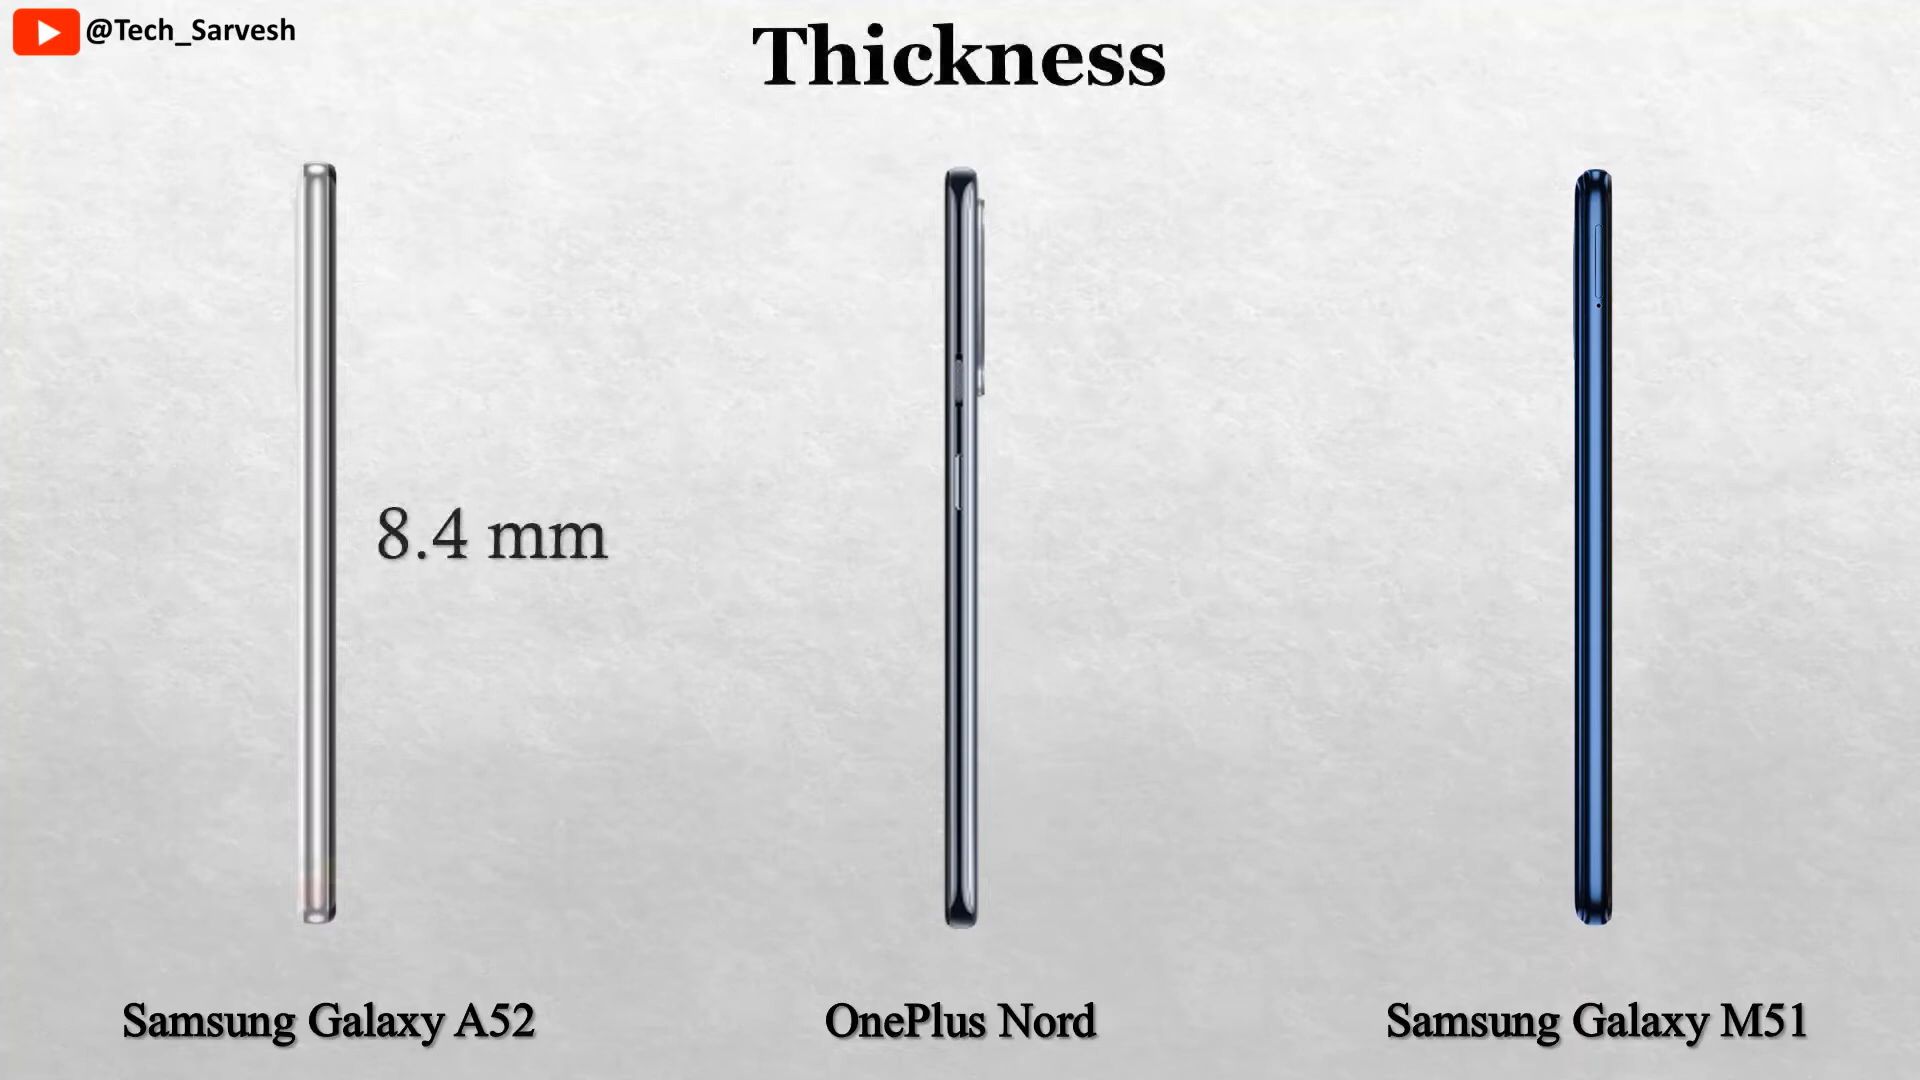 @Tech_Sarvesh
Thickness
8.4 mm
Samsung Galaxy A52
OnePlus Nord
Samsung Galaxy M51